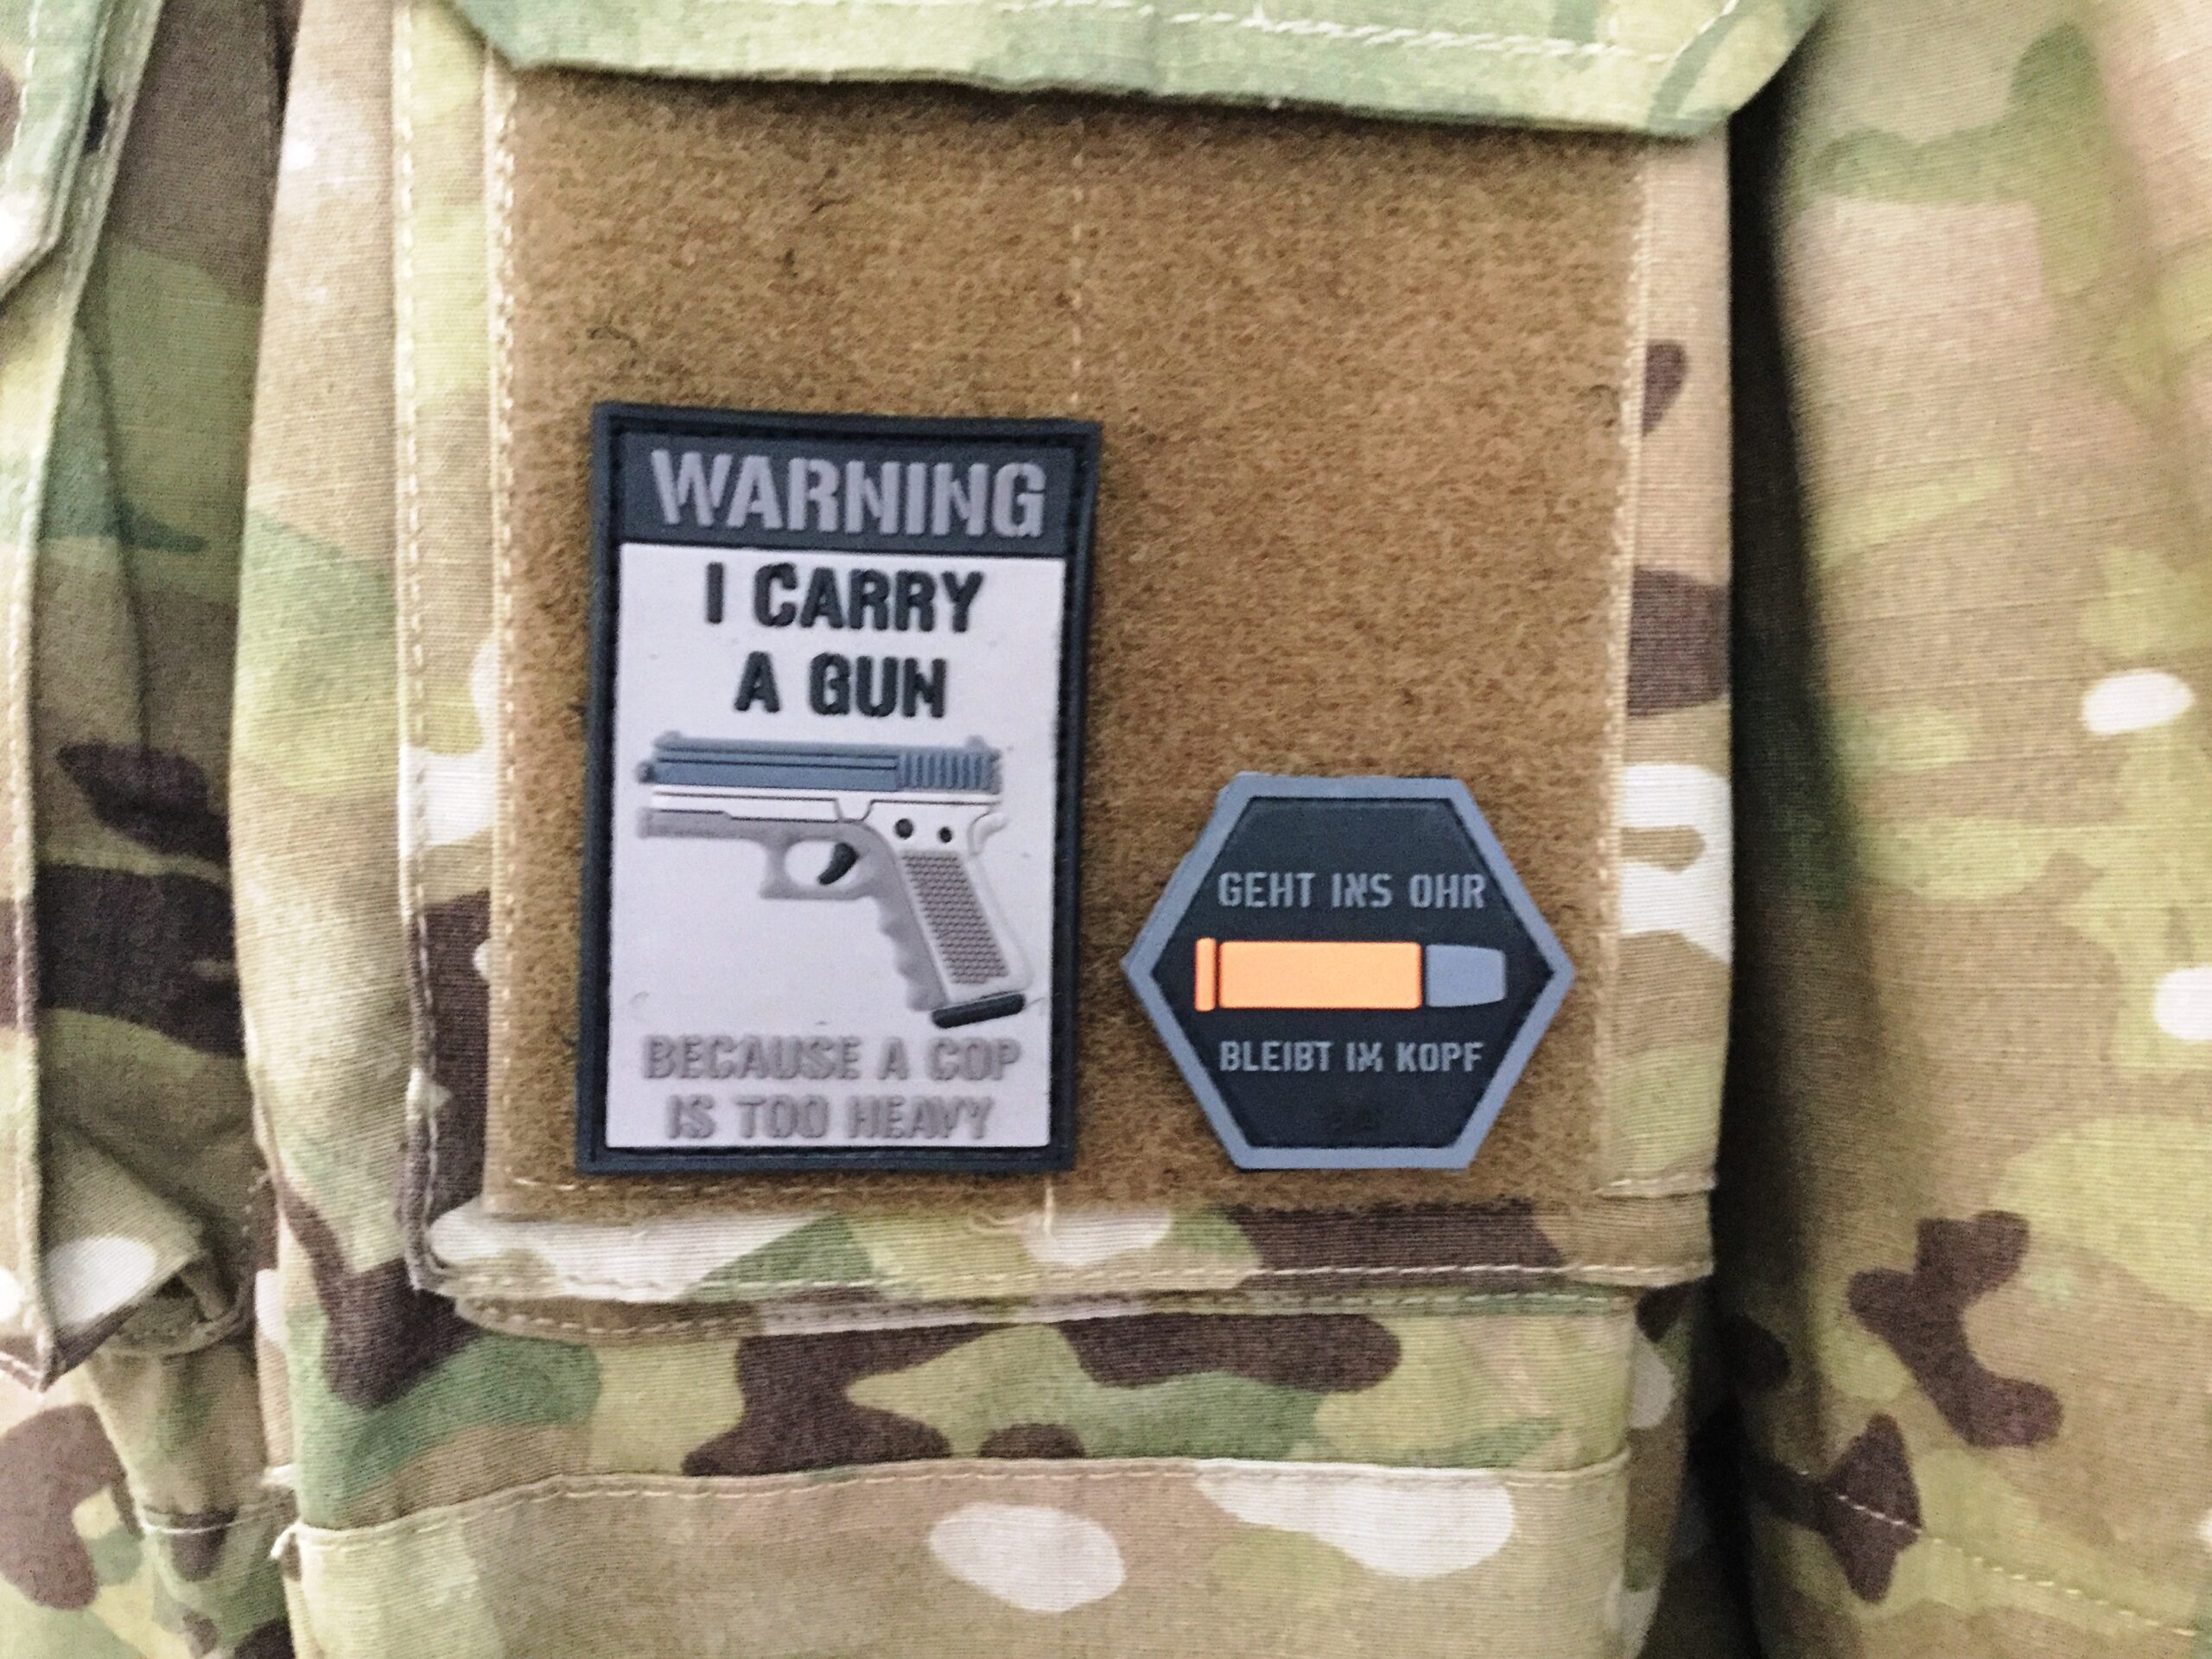 WARNING
I CARRY
A GUN
BECAUSE A COP
IS TOO HEAVY
GEHT INS OHR
BLEIBT IM KOPF